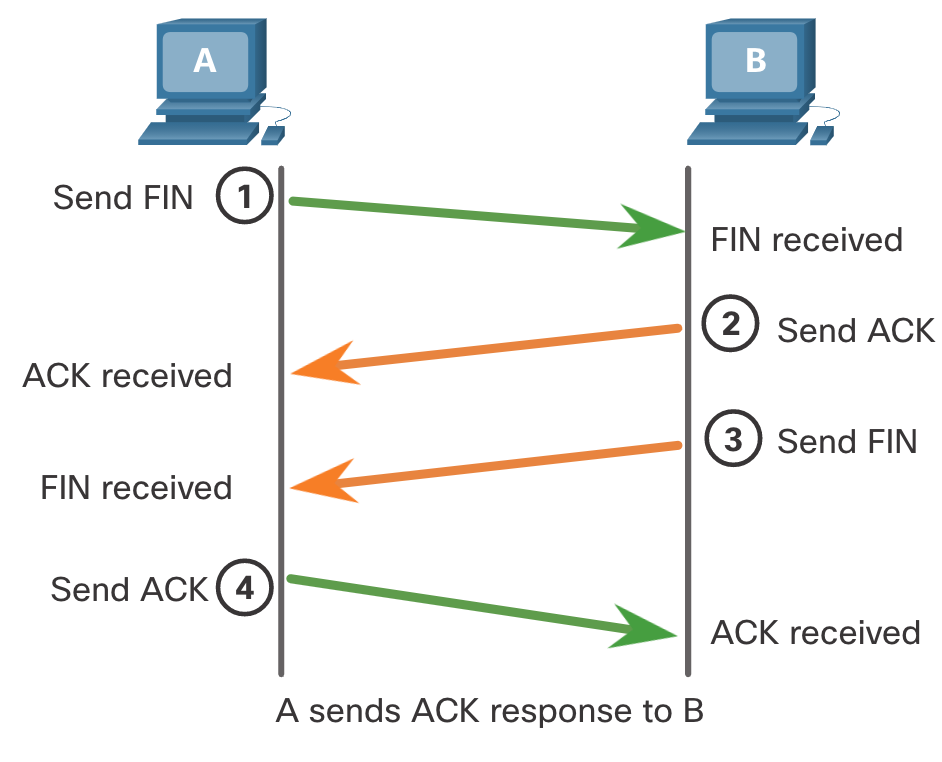 A
B
Send FIN 1
FIN received
2 Send ACK
ACK received
3 Send FIN
FIN received
Send ACK 4
ACK received
A sends ACK response to B